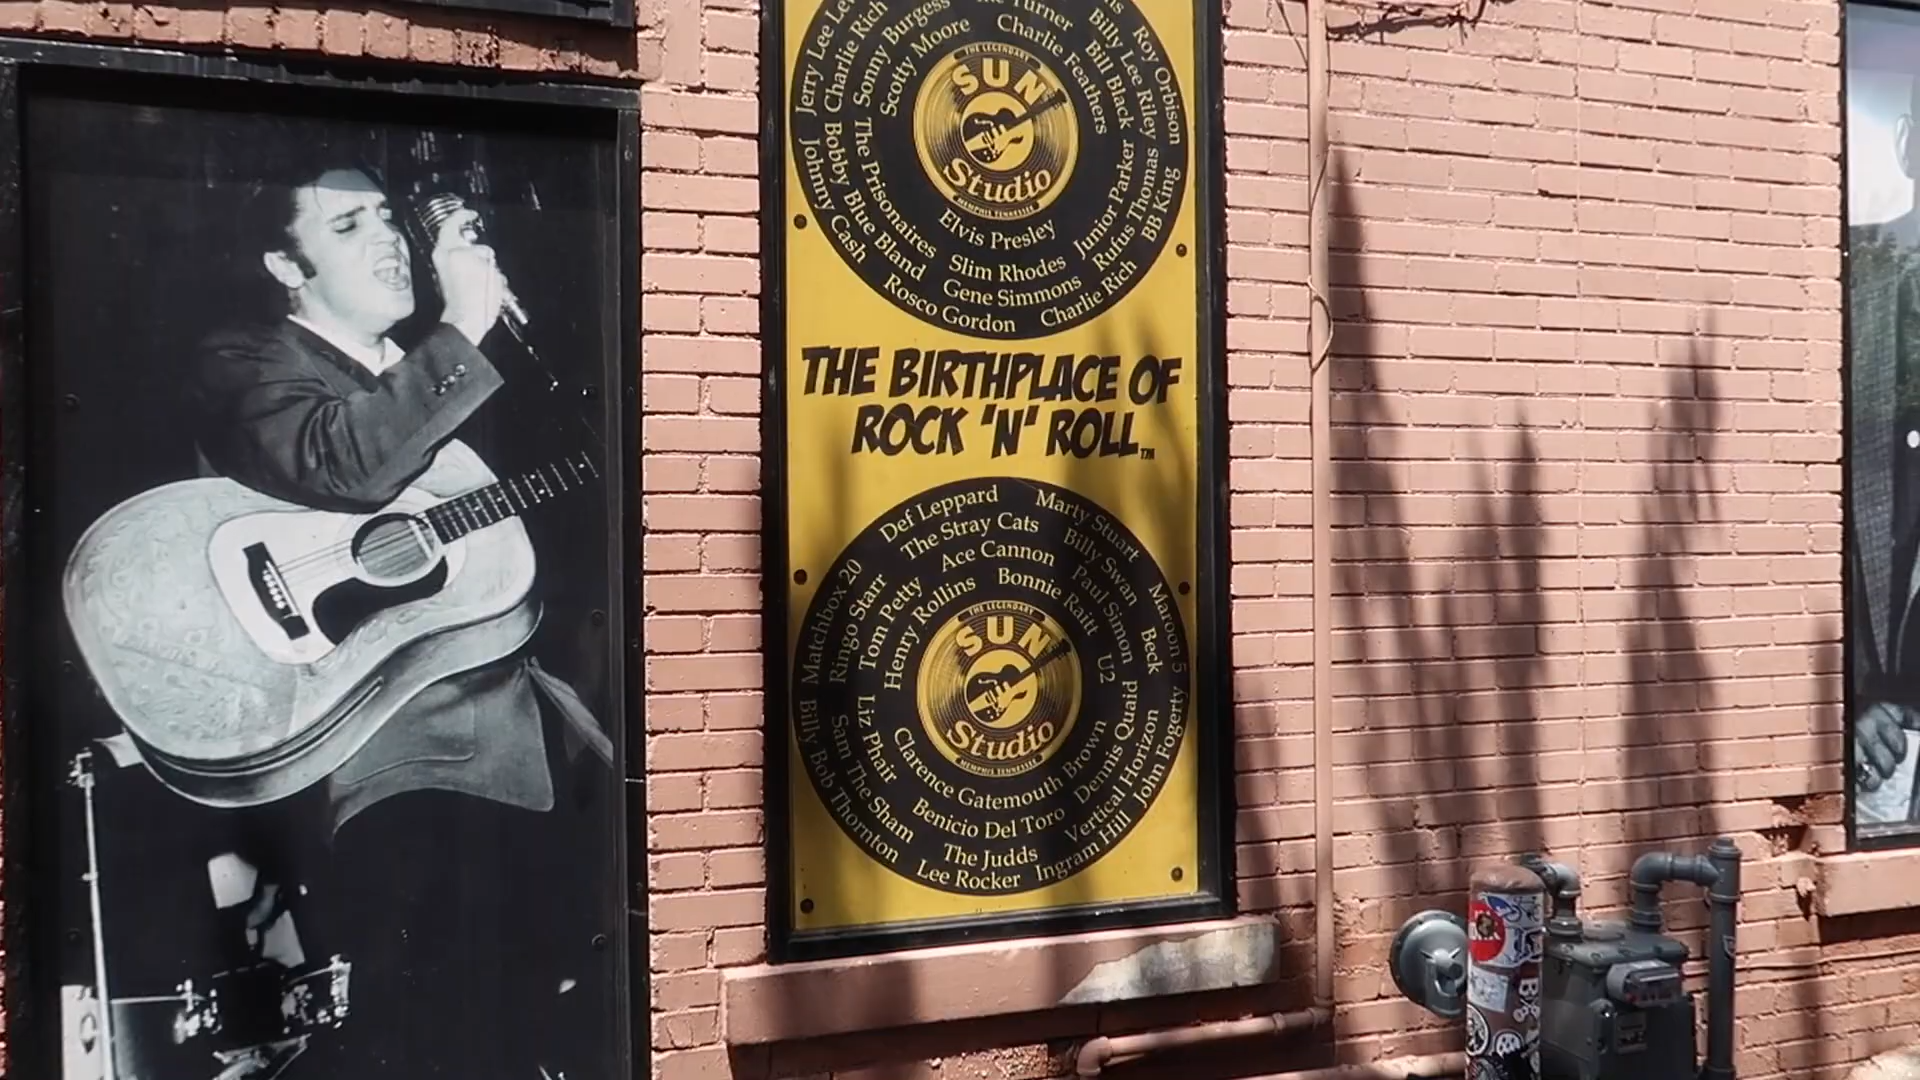 Jerry Lee
Charlie Rich
Sonny Burgess
Scotty Moore
Turner
Charlie Feathers
Bill Black
Billy Lee Riley
Roy Orbison
THE LEGENDARY
SUN
Studio
MEMPHIS TENNESSEE
Johnny Cash
Bobby Blue Bland
The Prisonaires
Elvis Presley
Junior Parker
Rufus Thomas
BB King
Slim Rhodes
Gene Simmons
Rosco Gordon
Charlie Rich
THE BIRTHPLACE OF
ROCK 'N' ROLL™
Def Leppard
Marty Stuart
The Stray Cats
Billy Swan
Ace Cannon
Paul Simon
Bonnie Raitt
Matchbox 20
Ringo Starr
Tom Petty
Henry Rollins
Maroon 5
Beck
U2
THE LEGENDARY
SUN
Studio
MEMPHIS TENNESSEE
Billy Bob Thornton
Sam The Sham
Liz Phair
Clarence Gatemouth Brown
Dennis Quaid
Vertical Horizon
John Fogerty
Benicio Del Toro
The Judds
Lee Rocker
Ingram Hill